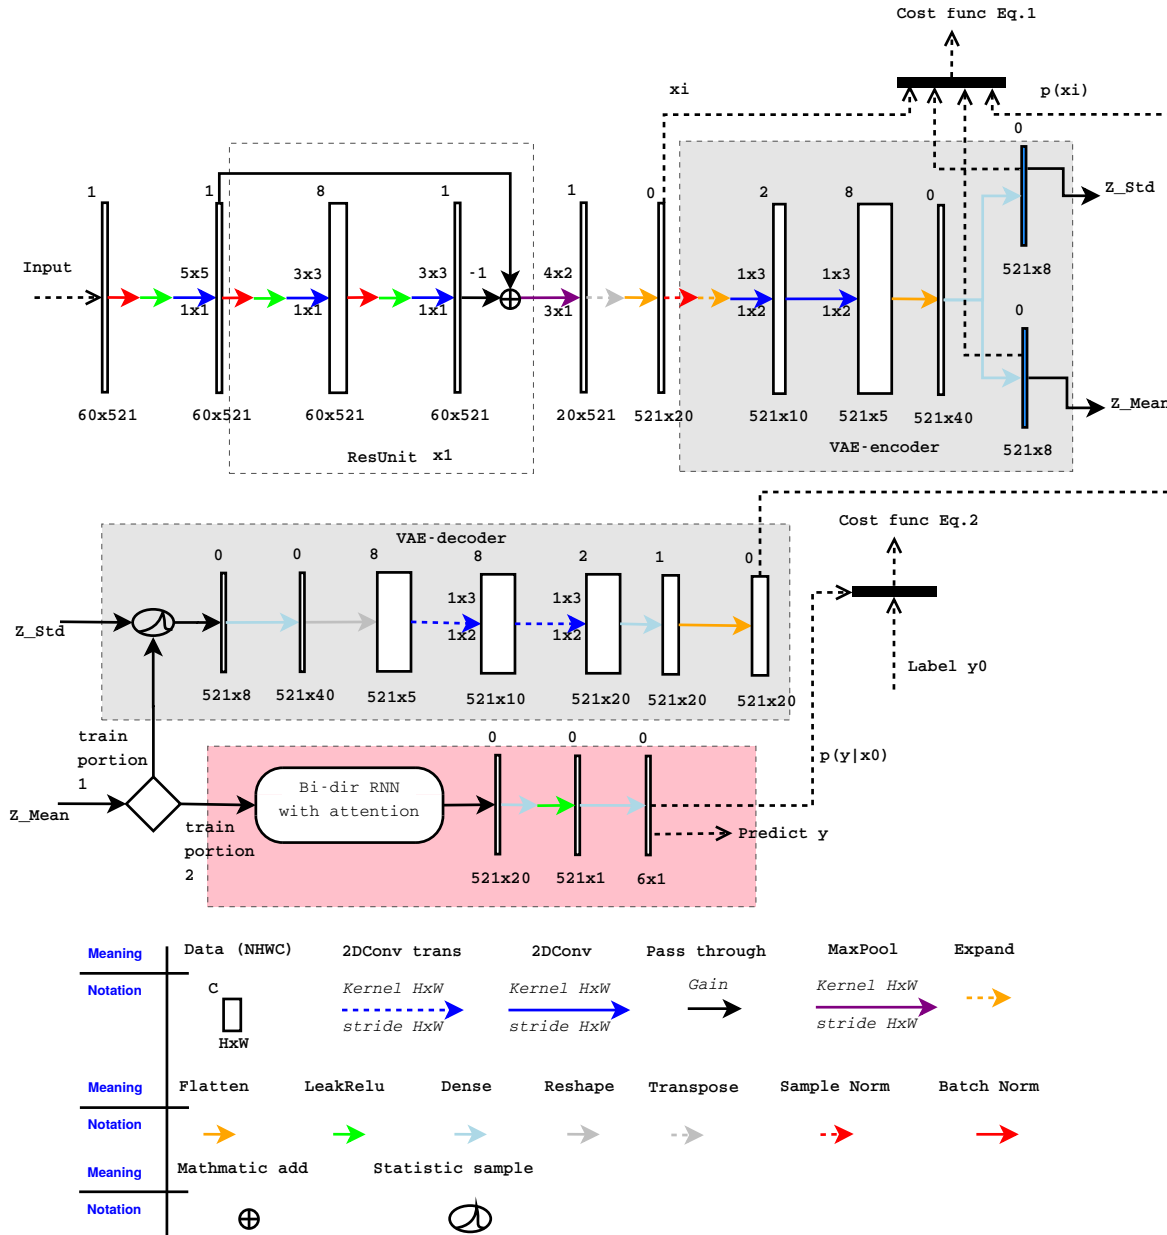 Cost func Eq.1
xi
p(xi)
0
1 1 8 1 1 0 2 8 0
Z_Std
Input
5x5 3x3 3x3 -1 4x2 1x3 1x3
521x8
1x1 1x1 1x1 3x1 1x2 1x2
0
60x521 60x521 60x521 60x521 20x521 521x20 521x10 521x5 521x40
Z_Mean
ResUnit x1
VAE-encoder
521x8
Cost func Eq.2
VAE-decoder
0 0 8 8 2 1 0
1x3 1x3
Z_Std
1x2 1x2
Label y0
521x8 521x40 521x5 521x10 521x20 521x20 521x20
train
portion
1
0 0 0
p(y|x0)
Z_Mean
Bi-dir RNN
with attention
train
portion
2
Predict y
521x20 521x1 6x1
Meaning Data (NHWC) 2DConv trans 2DConv Pass through MaxPool Expand
Notation C Kernel HxW Kernel HxW Gain Kernel HxW
stride HxW stride HxW stride HxW
HxW
Meaning Flatten LeakRelu Dense Reshape Transpose Sample Norm Batch Norm
Notation
Meaning Mathmatic add Statistic sample
Notation